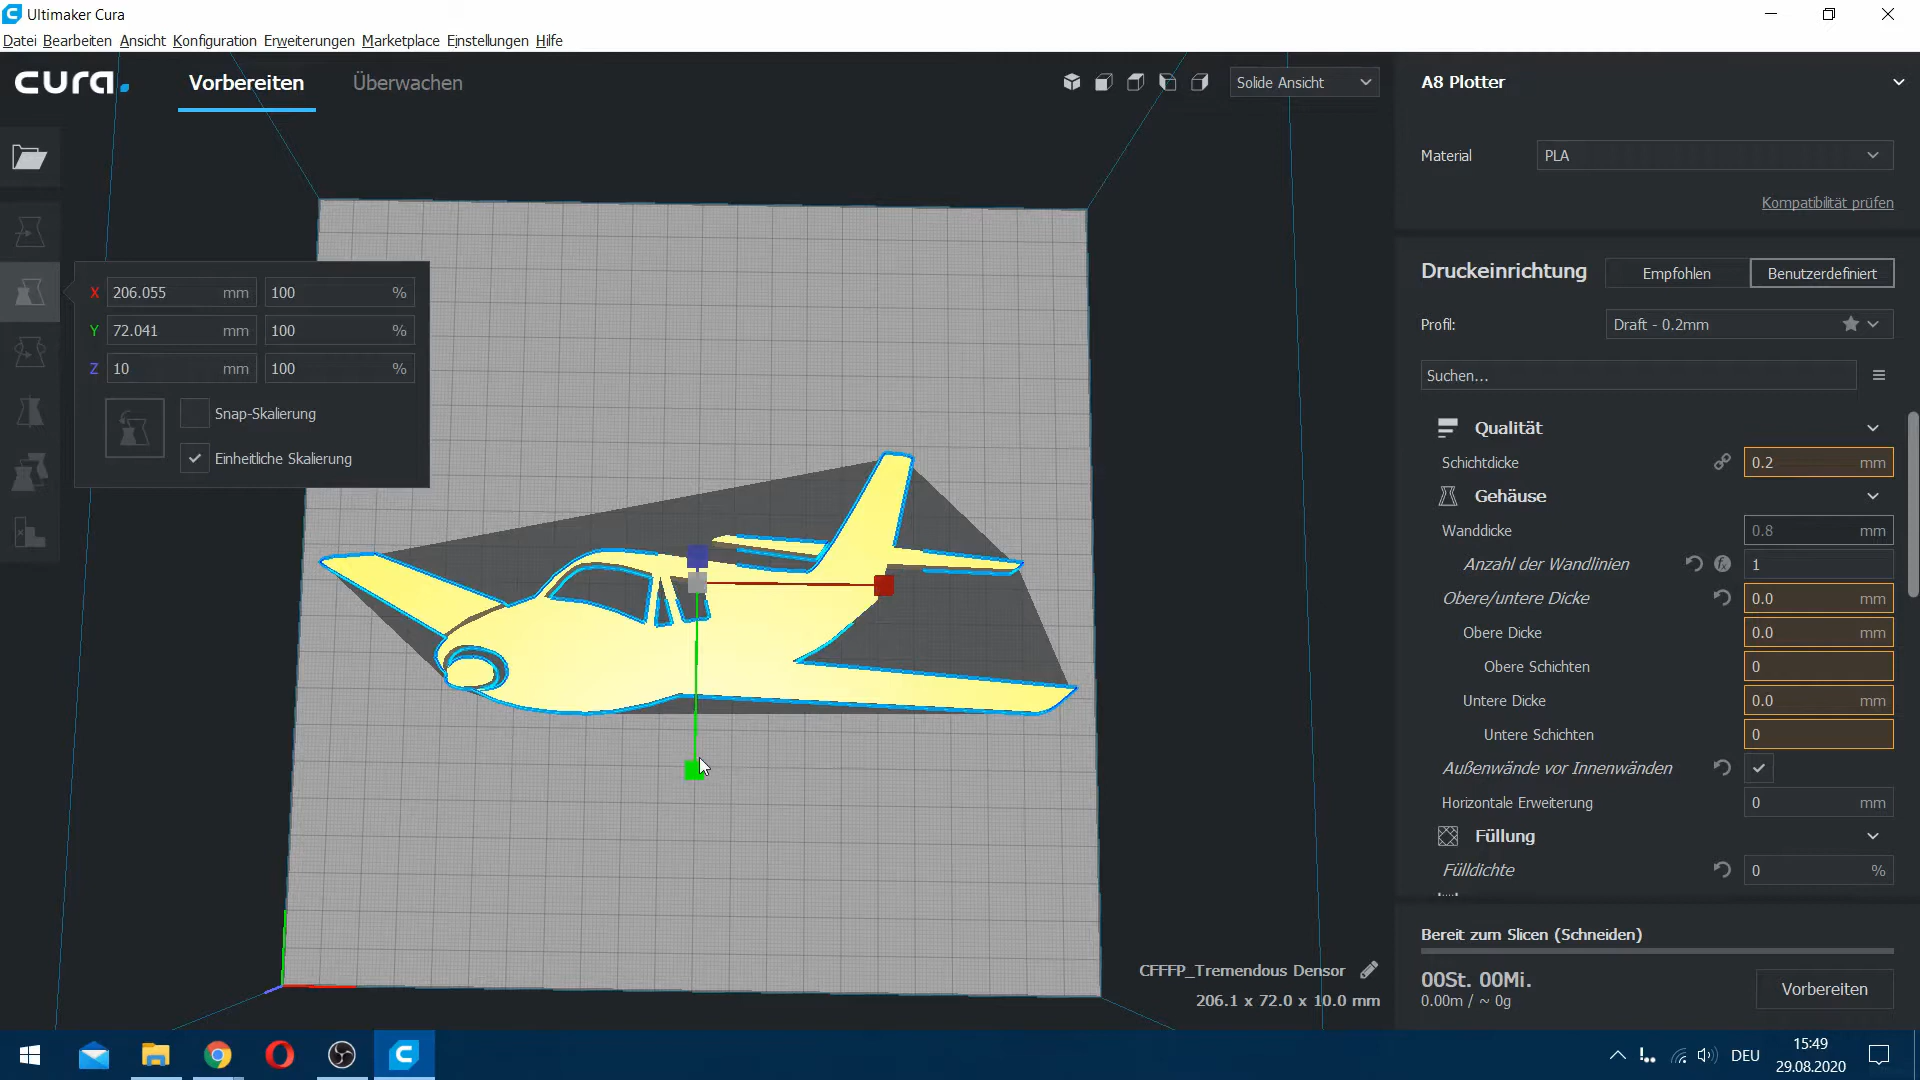 Ultimaker Cura
Datei Bearbeiten Ansicht Konfiguration Erweiterungen Marketplace Einstellungen Hilfe
cura.
Vorbereiten
Überwachen
Solide Ansicht
A8 Plotter
Material
PLA
Kompatibilität prüfen
X 206.055 mm 100 %
Y 72.041 mm 100 %
Z 10 mm 100 %
Snap-Skalierung
Einheitliche Skalierung
Druckeinrichtung
Empfohlen
Benutzerdefiniert
Profil:
Draft - 0.2mm
Suchen...
Qualität
Schichtdicke 0.2 mm
Gehäuse
Wanddicke 0.8 mm
Anzahl der Wandlinien 1
Obere/untere Dicke 0.0 mm
Obere Dicke 0.0 mm
Obere Schichten 0
Untere Dicke 0.0 mm
Untere Schichten 0
Außenwände vor Innenwänden
Horizontale Erweiterung 0 mm
Füllung
Fülldichte 0 %
CFFFP_Tremendous Densor
206.1 x 72.0 x 10.0 mm
Bereit zum Slicen (Schneiden)
00St. 00Mi.
0.00m / ~ 0g
Vorbereiten
DEU
15:49
29.08.2020